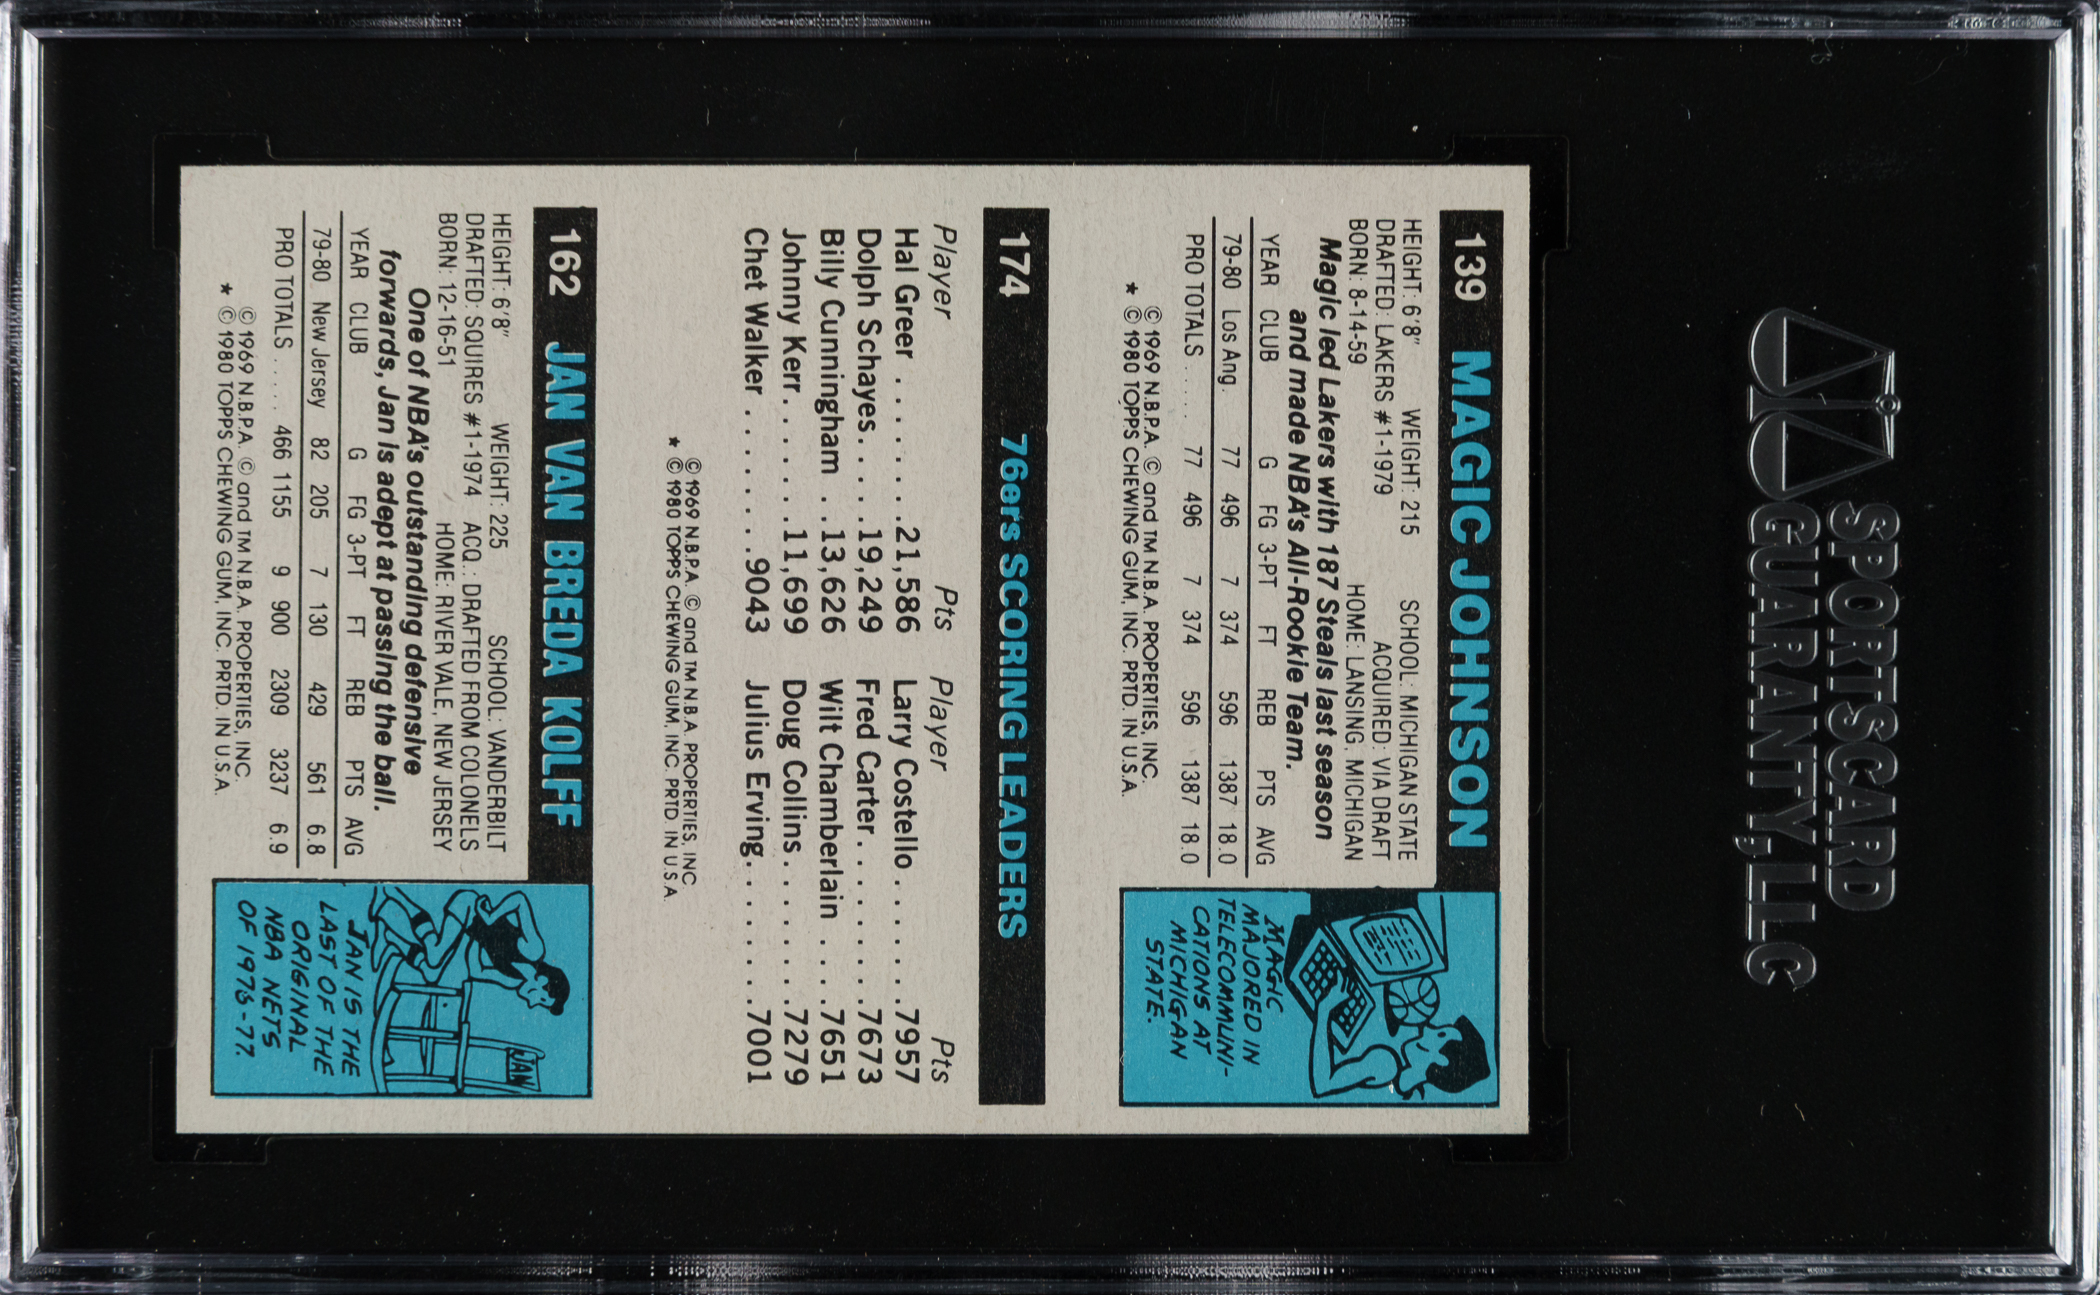 SPORTSCARD
GUARANTY, LLC
139 MAGIC JOHNSON
HEIGHT: 6'8" WEIGHT: 215 SCHOOL: MICHIGAN STATE
DRAFTED: LAKERS #1-1979 ACQUIRED: VIA DRAFT
BORN: 8-14-59 HOME: LANSING, MICHIGAN
Magic led Lakers with 187 Steals last season
and made NBA's All-Rookie Team.
YEAR CLUB G FG 3-PT FT REB PTS AVG
79-80 Los Ang. 77 496 7 374 596 1387 18.0
PRO TOTALS ..... 77 496 7 374 596 1387 18.0
© 1969 N.B.P.A. © and TM N.B.A. PROPERTIES, INC.
★ © 1980 TOPPS CHEWING GUM, INC. PRTD. IN U.S.A.
MAGIC
MAJORED IN
TELECOMMUNI-
CATIONS AT
MICHIGAN
STATE.
174 76ers SCORING LEADERS
Player Pts Player Pts
Hal Greer ........21,586 Larry Costello.......7957
Dolph Schayes.....19,249 Fred Carter.........7673
Billy Cunningham ..13,626 Wilt Chamberlain ....7651
Johnny Kerr.......11,699 Doug Collins........7279
Chet Walker ........9043 Julius Erving........7001
© 1969 N.B.P.A. © and TM N.B.A. PROPERTIES, INC
★ © 1980 TOPPS CHEWING GUM, INC. PRTD. IN U.S.A.
162 JAN VAN BREDA KOLFF
HEIGHT: 6'8" WEIGHT: 225 SCHOOL: VANDERBILT
DRAFTED: SQUIRES #1-1974 ACQ.: DRAFTED FROM COLONELS
BORN: 12-16-51 HOME: RIVER VALE, NEW JERSEY
One of NBA's outstanding defensive
forwards, Jan is adept at passing the ball.
YEAR CLUB G FG 3-PT FT REB PTS AVG
79-80 New Jersey 82 205 7 130 429 561 6.8
PRO TOTALS ..... 466 1155 9 900 2309 3237 6.9
© 1969 N.B.P.A. © and TM N.B.A. PROPERTIES, INC.
★ © 1980 TOPPS CHEWING GUM, INC. PRTD. IN U.S.A.
JAN
JAN IS THE
LAST OF THE
ORIGINAL
NBA NETS
OF 1976-77.